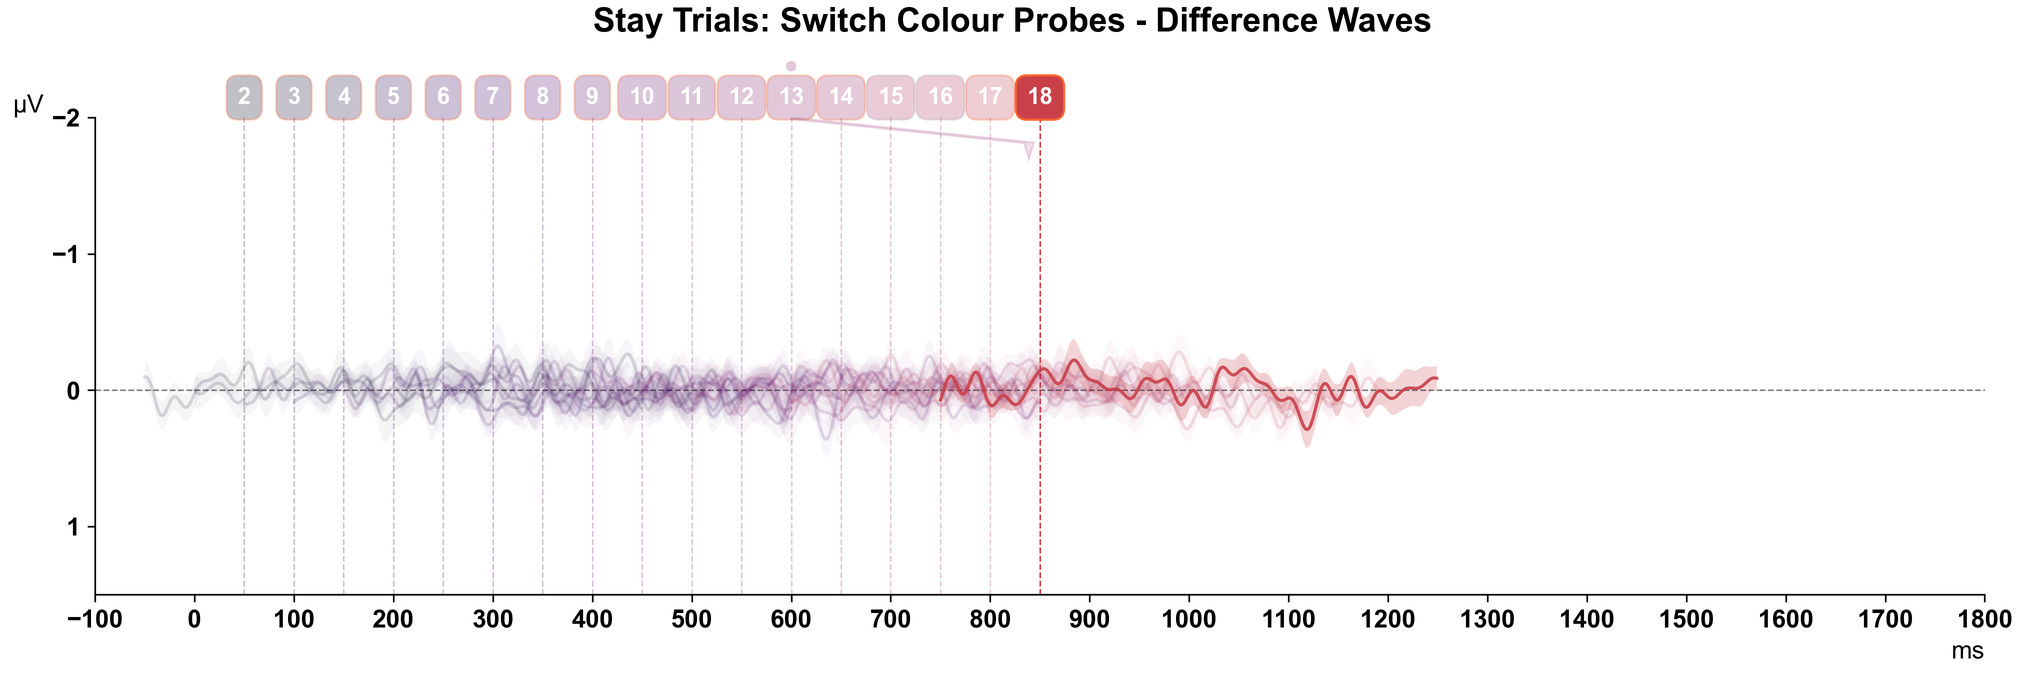 Stay Trials: Switch Colour Probes - Difference Waves
2 3 4 5 6 7 8 9 10 11 12 13 14 15 16 17 18
µV
−2
−1
0
1
−100 0 100 200 300 400 500 600 700 800 900 1000 1100 1200 1300 1400 1500 1600 1700 1800
ms